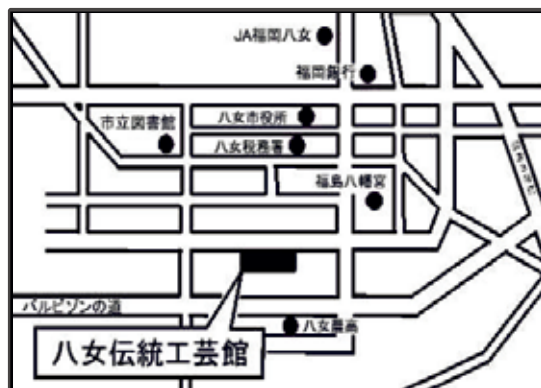 JA福岡八女
福岡銀行
市立図書館
八女市役所
八女税務署
福島八幡宮
バルビゾンの道
八女農高
八女伝統工芸館